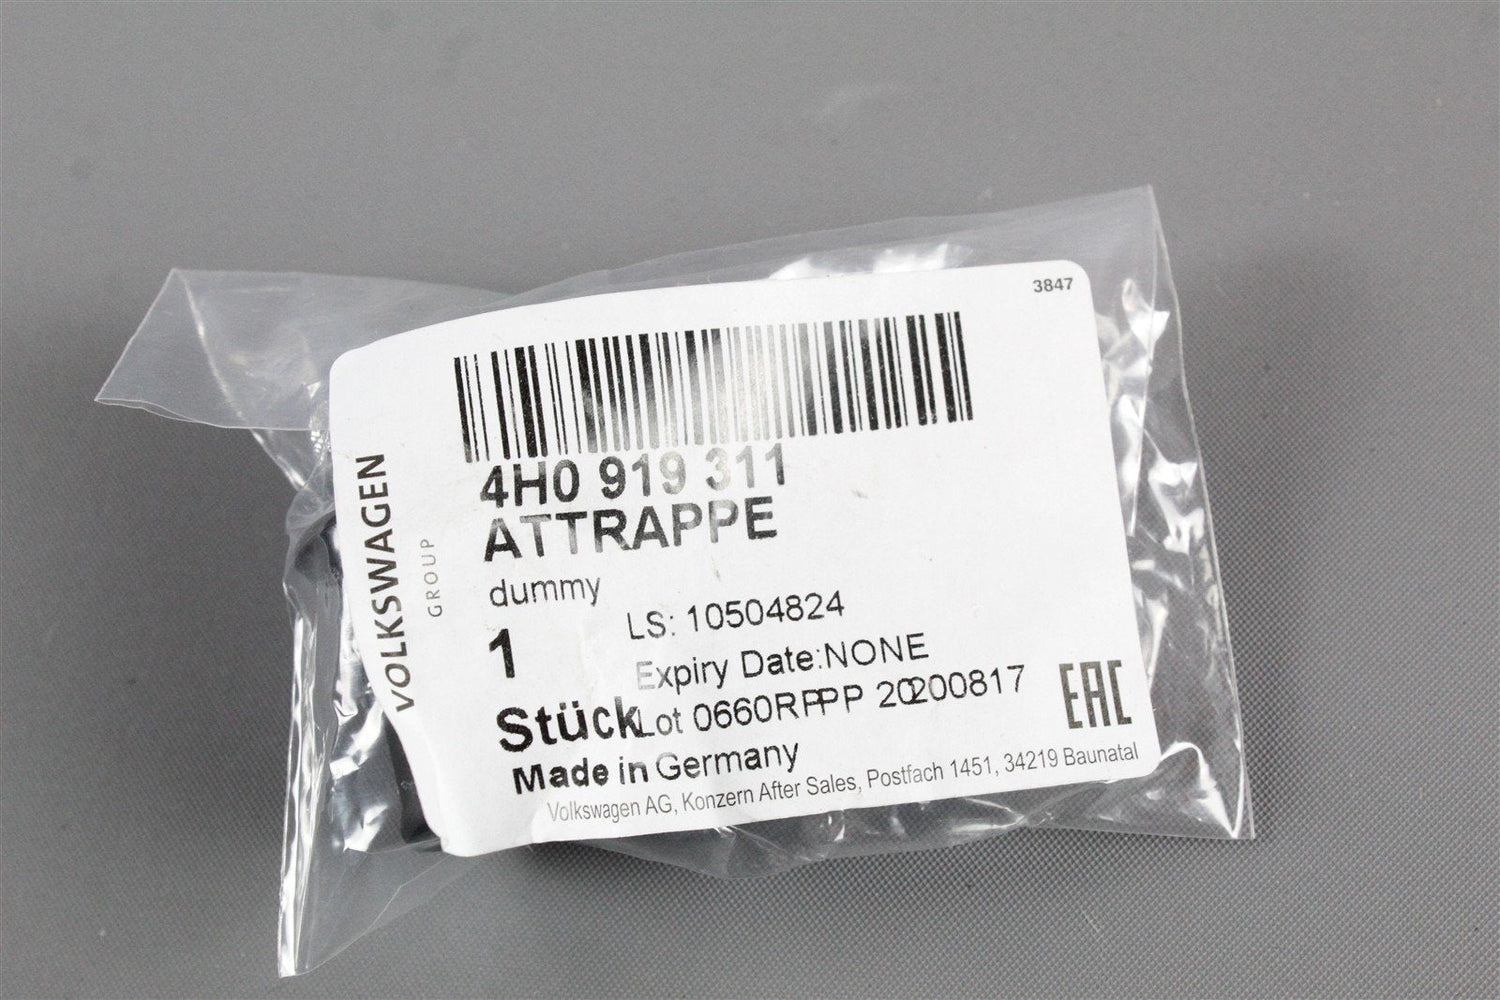 3847
VOLKSWAGEN
GROUP
4H0 919 311
ATTRAPPE
dummy
LS: 10504824
1
Expiry Date:NONE
Stück Lot 0660RPPP 20200817
Made in Germany
EAC
Volkswagen AG, Konzern After Sales, Postfach 1451, 34219 Baunatal